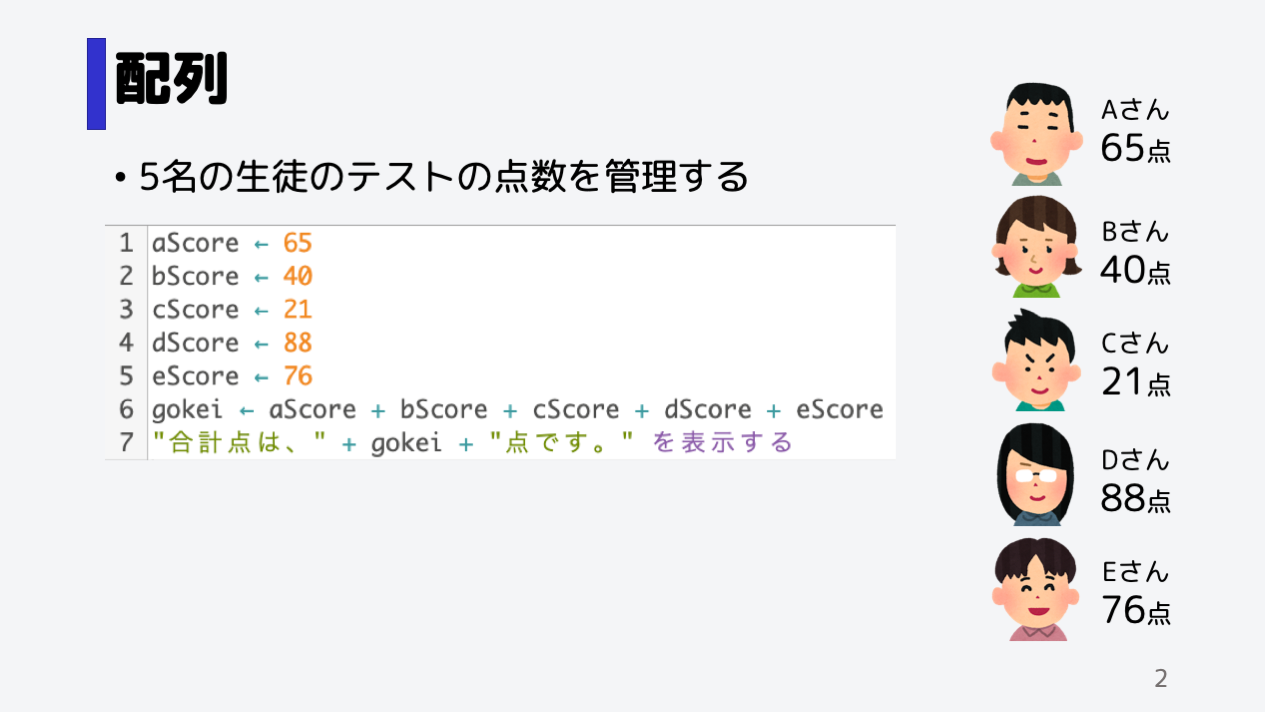 配列
• 5名の生徒のテストの点数を管理する
1 aScore ← 65
2 bScore ← 40
3 cScore ← 21
4 dScore ← 88
5 eScore ← 76
6 gokei ← aScore + bScore + cScore + dScore + eScore
7 "合計点は、" + gokei + "点です。" を表示する
Aさん
65点
Bさん
40点
Cさん
21点
Dさん
88点
Eさん
76点
2